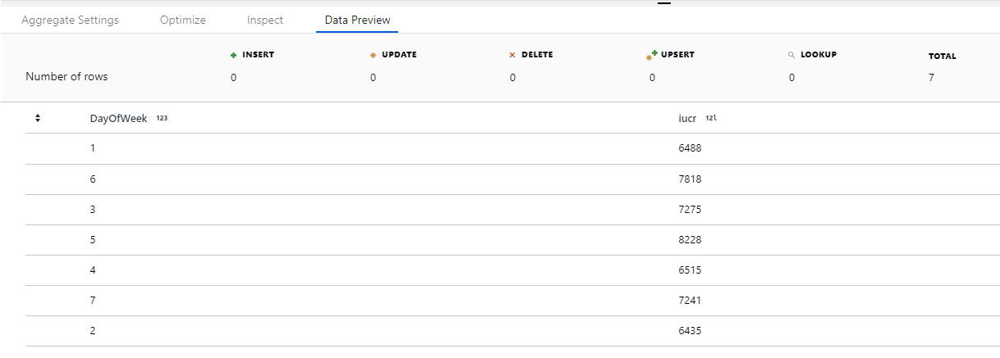 Aggregate Settings Optimize Inspect Data Preview
INSERT UPDATE DELETE UPSERT LOOKUP TOTAL
Number of rows 0 0 0 0 0 7
DayOfWeek 123 iucr 12l
1 6488
6 7818
3 7275
5 8228
4 6515
7 7241
2 6435